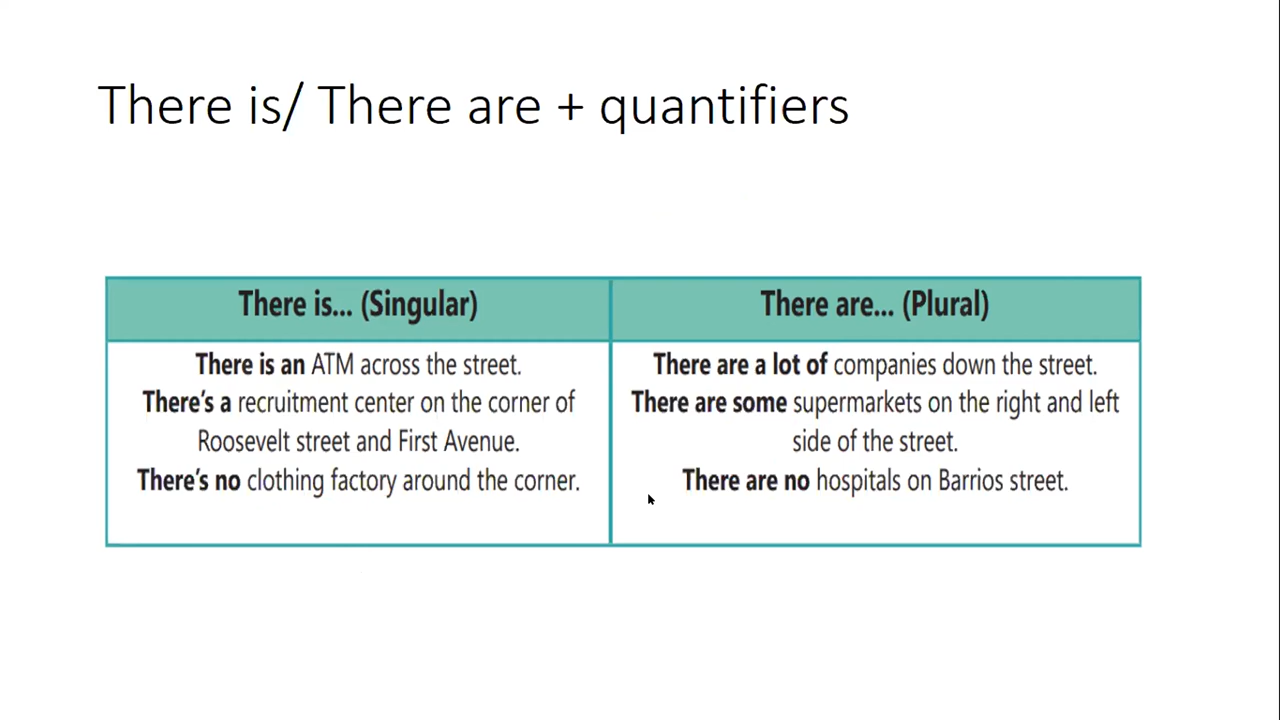 There is/ There are + quantifiers
There is... (Singular)
There are... (Plural)
There is an ATM across the street.
There's a recruitment center on the corner of
Roosevelt street and First Avenue.
There's no clothing factory around the corner.
There are a lot of companies down the street.
There are some supermarkets on the right and left
side of the street.
There are no hospitals on Barrios street.